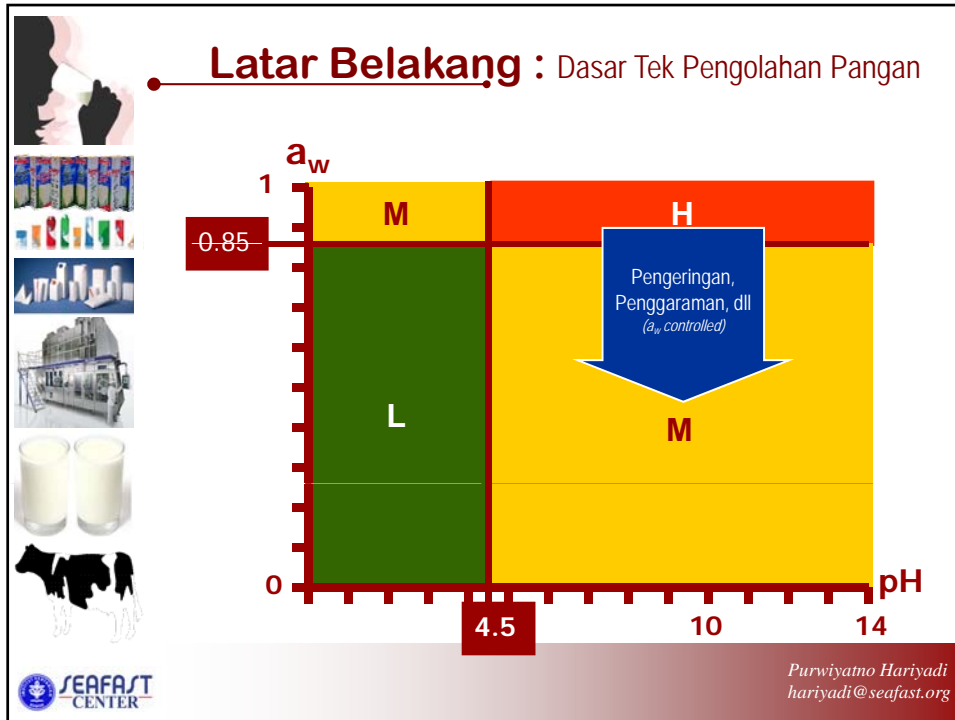 Latar Belakang : Dasar Tek Pengolahan Pangan
aw
1
M
H
0.85
Pengeringan,
Penggaraman, dll
(aw controlled)
L
M
0
pH
4.5
10
14
SEAFAST
CENTER
Purwiyatno Hariyadi
hariyadi@seafast.org